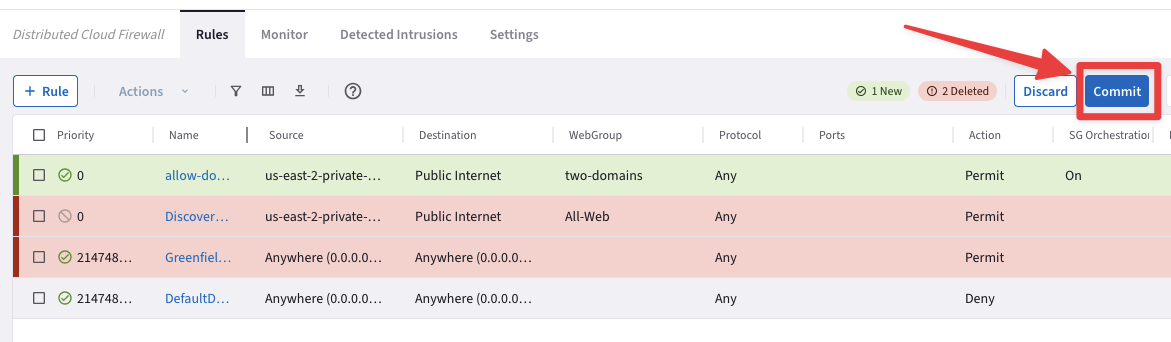 Distributed Cloud Firewall Rules Monitor Detected Intrusions Settings
+ Rule Actions 1 New 2 Deleted Discard Commit
Priority Name Source Destination WebGroup Protocol Ports Action SG Orchestration
0 allow-do... us-east-2-private-... Public Internet two-domains Any Permit On
0 Discover... us-east-2-private-... Public Internet All-Web Any Permit
214748... Greenfiel... Anywhere (0.0.0.0... Anywhere (0.0.0... Any Permit
214748... DefaultD... Anywhere (0.0.0.0... Anywhere (0.0.0... Any Deny